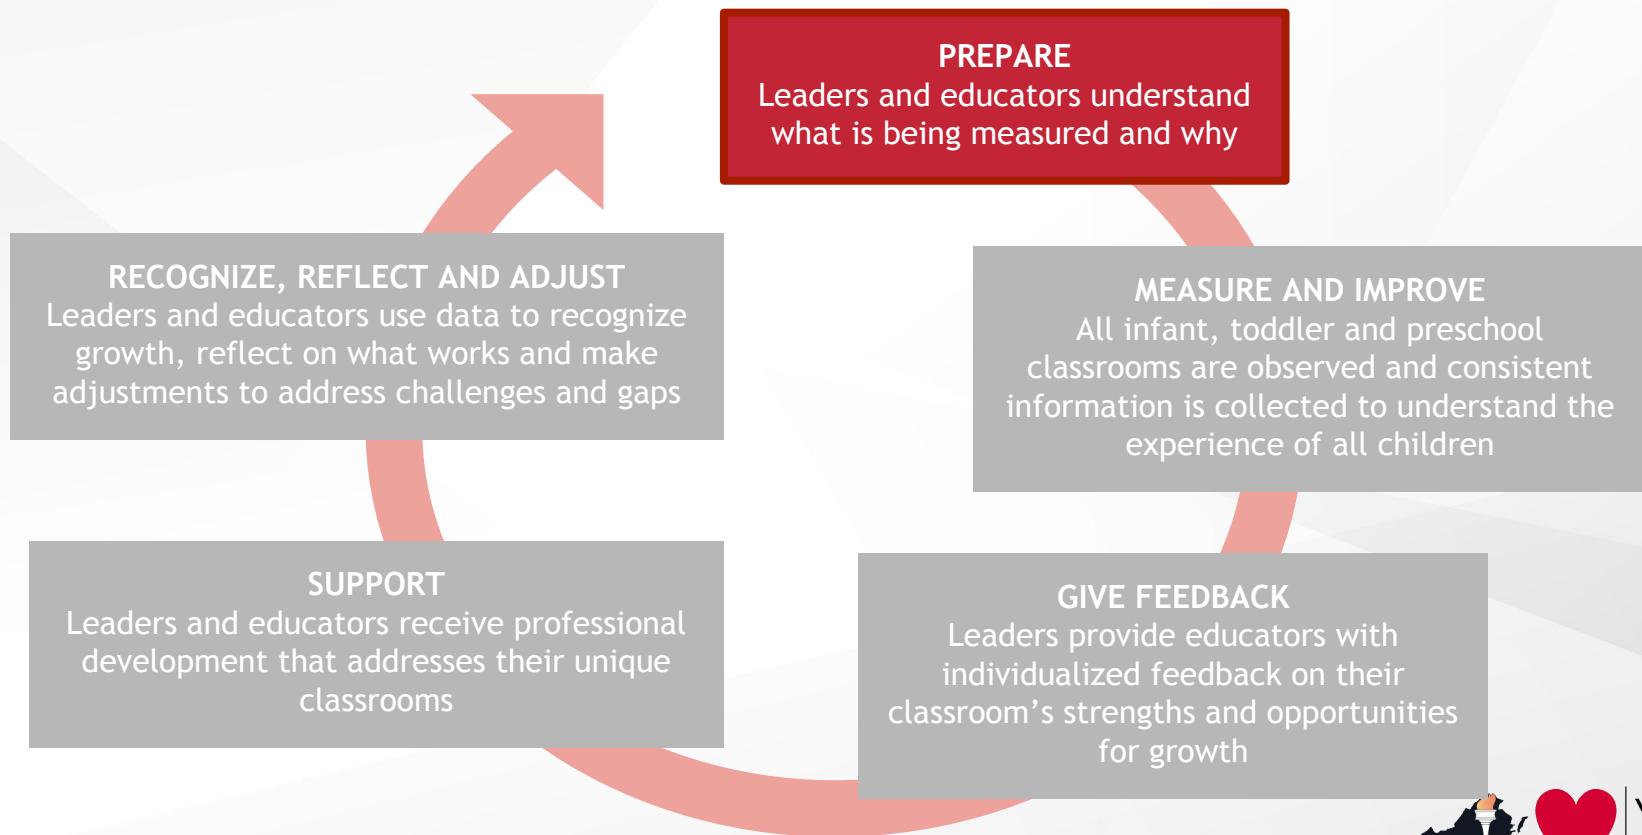 PREPARE
Leaders and educators understand
what is being measured and why
MEASURE AND IMPROVE
All infant, toddler and preschool
classrooms are observed and consistent
information is collected to understand the
experience of all children
GIVE FEEDBACK
Leaders provide educators with
individualized feedback on their
classroom’s strengths and opportunities
for growth
SUPPORT
Leaders and educators receive professional
development that addresses their unique
classrooms
RECOGNIZE, REFLECT AND ADJUST
Leaders and educators use data to recognize
growth, reflect on what works and make
adjustments to address challenges and gaps